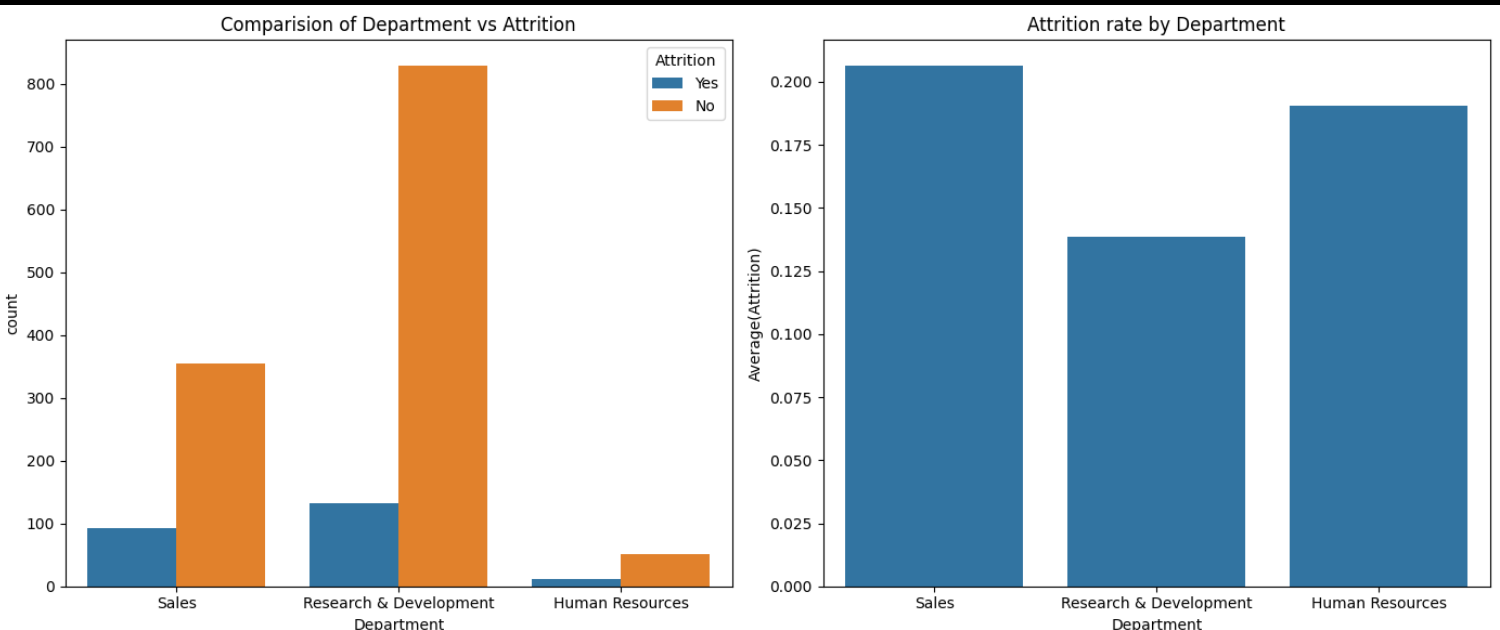 Comparision of Department vs Attrition
Attrition
Yes
No
800
700
600
500
400
300
200
100
0
count
Sales
Research & Development
Human Resources
Department
Attrition rate by Department
0.200
0.175
0.150
0.125
0.100
0.075
0.050
0.025
0.000
Average(Attrition)
Sales
Research & Development
Human Resources
Department